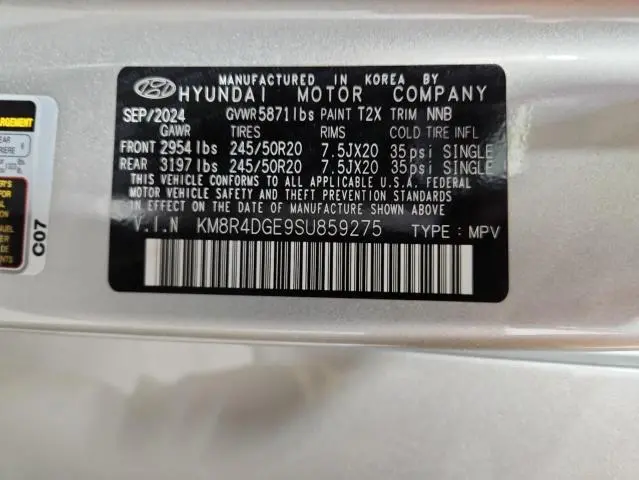 MANUFACTURED IN KOREA BY
HYUNDAI MOTOR COMPANY
SEP/2024 GVWR 5871 lbs PAINT T2X TRIM NNB
GAWR TIRES RIMS COLD TIRE INFL
FRONT 2954 lbs 245/50R20 7.5JX20 35psi SINGLE
REAR 3197 lbs 245/50R20 7.5JX20 35psi SINGLE
THIS VEHICLE CONFORMS TO ALL APPLICABLE U.S.A. FEDERAL
MOTOR VEHICLE SAFETY AND THEFT PREVENTION STANDARDS
IN EFFECT ON THE DATE OF MANUFACTURE SHOWN ABOVE
V.I.N KM8R4DGE9SU859275 TYPE : MPV
C07